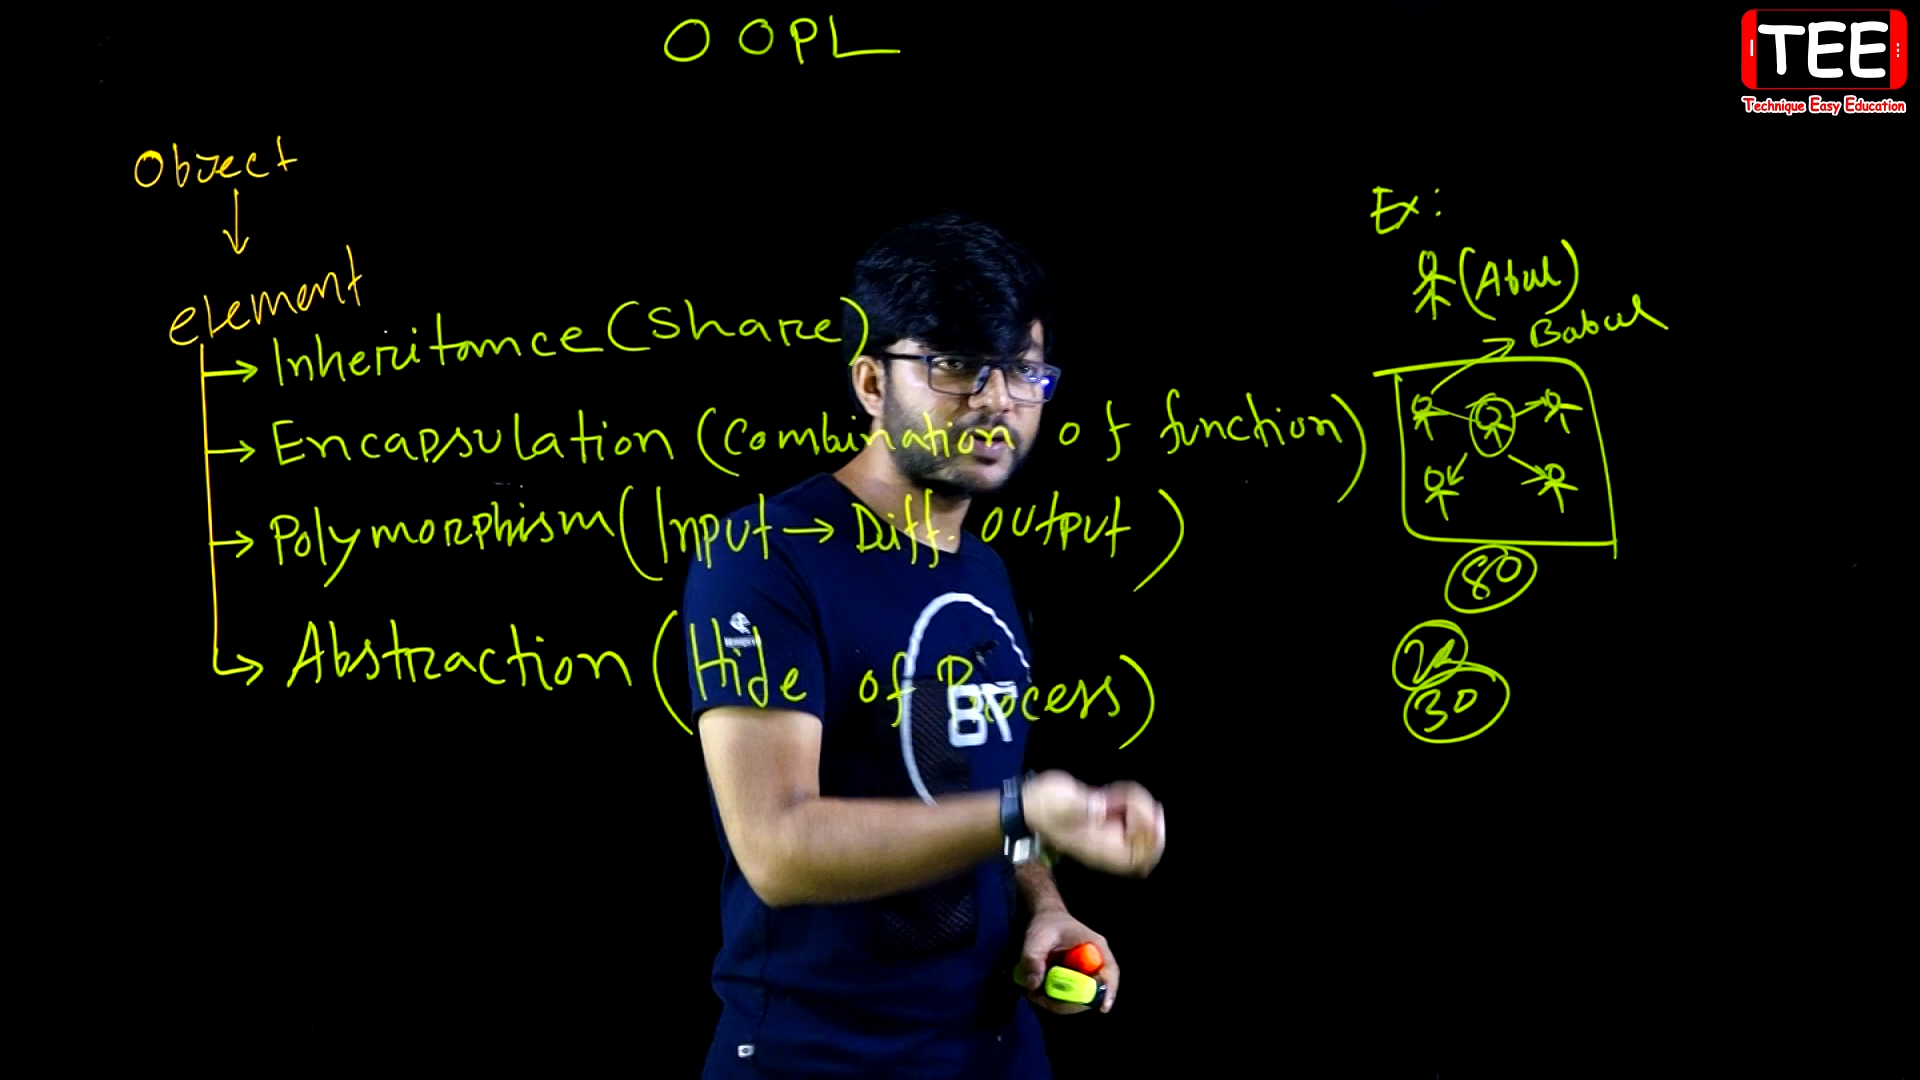 OOPL
TEE
Technique Easy Education
Object
element
Inheritance (Share)
Encapsulation (Combination of function)
Polymorphism (Input → Diff. output)
Abstraction (Hide of Process)
87
Ex:
(Abul)
Babul
80
30